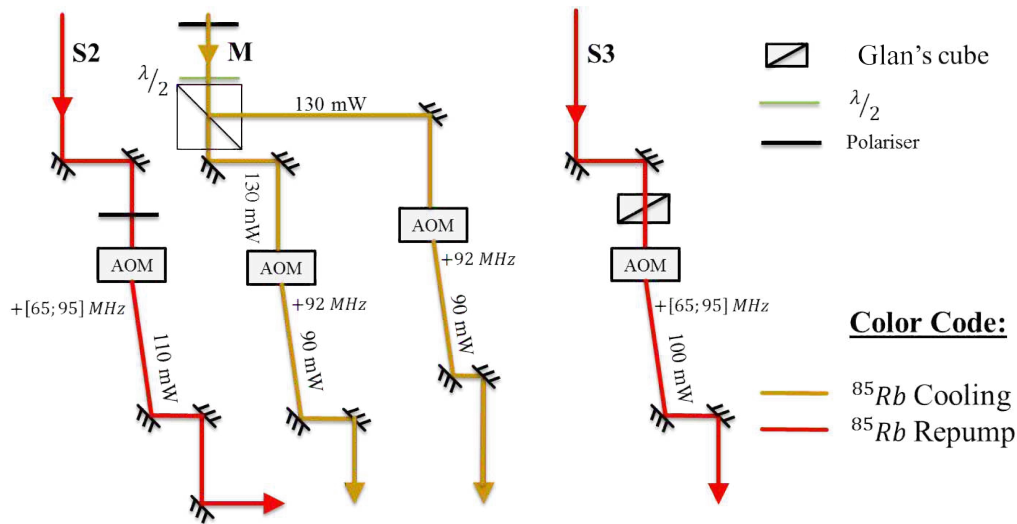 S2
M
λ/2
130 mW
130 mW
AOM
AOM
AOM
+[65; 95] MHz
+92 MHz
+92 MHz
110 mW
90 mW
90 mW
S3
AOM
+[65; 95] MHz
100 mW
Glan's cube
λ/2
Polariser
Color Code:
⁸⁵Rb Cooling
⁸⁵Rb Repump